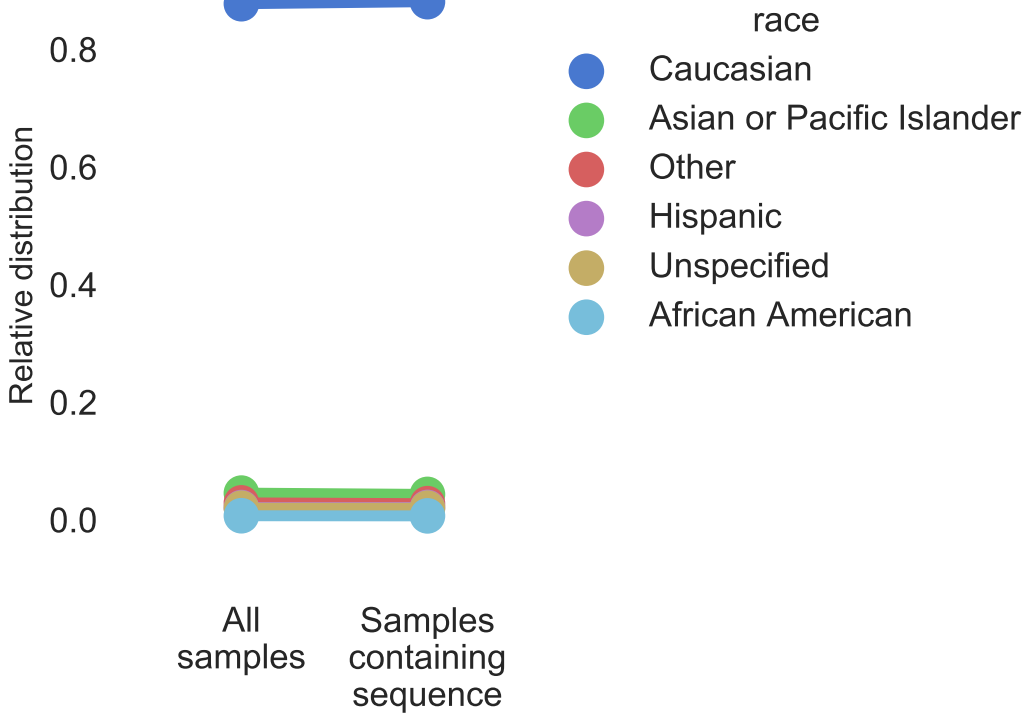 race
0.8
Caucasian
Asian or Pacific Islander
0.6
Other
Hispanic
Relative distribution
0.4
Unspecified
African American
0.2
0.0
All
samples
Samples
containing
sequence